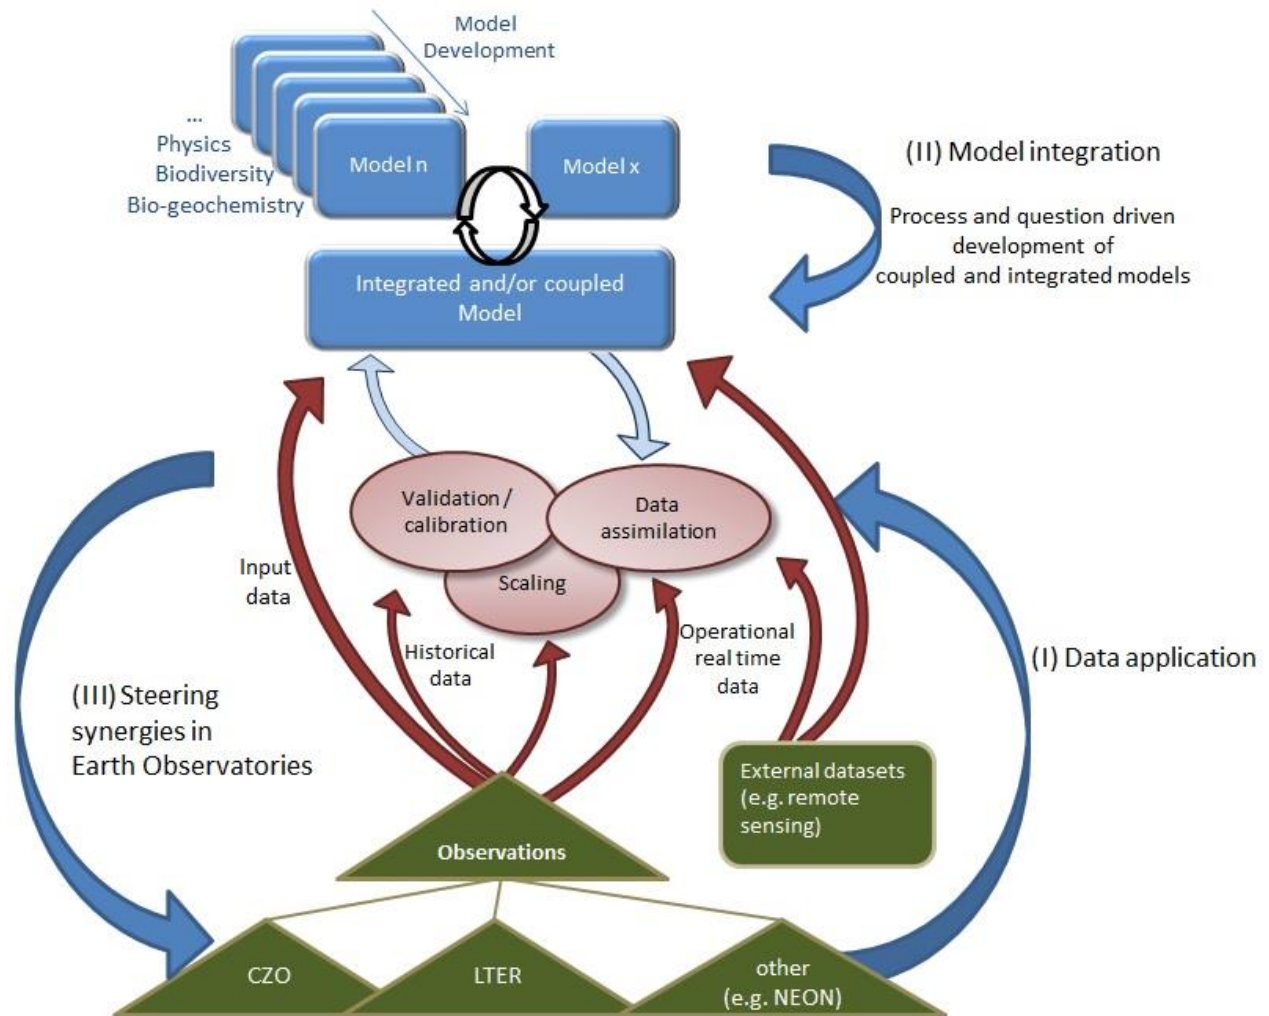 Model
Development
...
Physics
Biodiversity
Bio-geochemistry
Model n
Model x
(II) Model integration
Process and question driven
development of
coupled and integrated models
Integrated and/or coupled
Model
Validation /
calibration
Data
assimilation
Scaling
Input
data
Historical
data
Operational
real time
data
(I) Data application
(III) Steering
synergies in
Earth Observatories
External datasets
(e.g. remote
sensing)
Observations
CZO
LTER
other
(e.g. NEON)